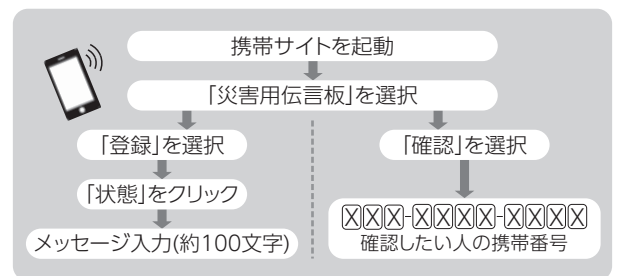 携帯サイトを起動
「災害用伝言板」を選択
「登録」を選択
「状態」をクリック
メッセージ入力(約100文字)
「確認」を選択
XXX-XXXX-XXXX
確認したい人の携帯番号